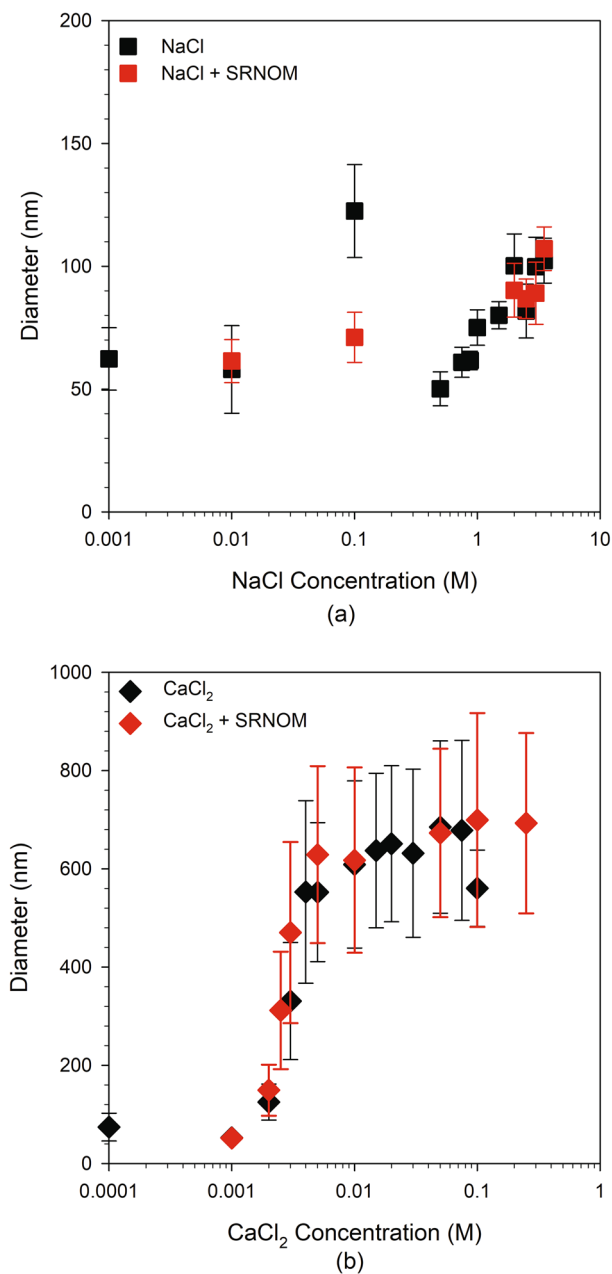 200
NaCl
NaCl + SRNOM
150
100
50
0
Diameter (nm)
0.001 0.01 0.1 1 10
NaCl Concentration (M)
(a)
1000
CaCl₂
CaCl₂ + SRNOM
800
600
400
200
0
Diameter (nm)
0.0001 0.001 0.01 0.1 1
CaCl₂ Concentration (M)
(b)